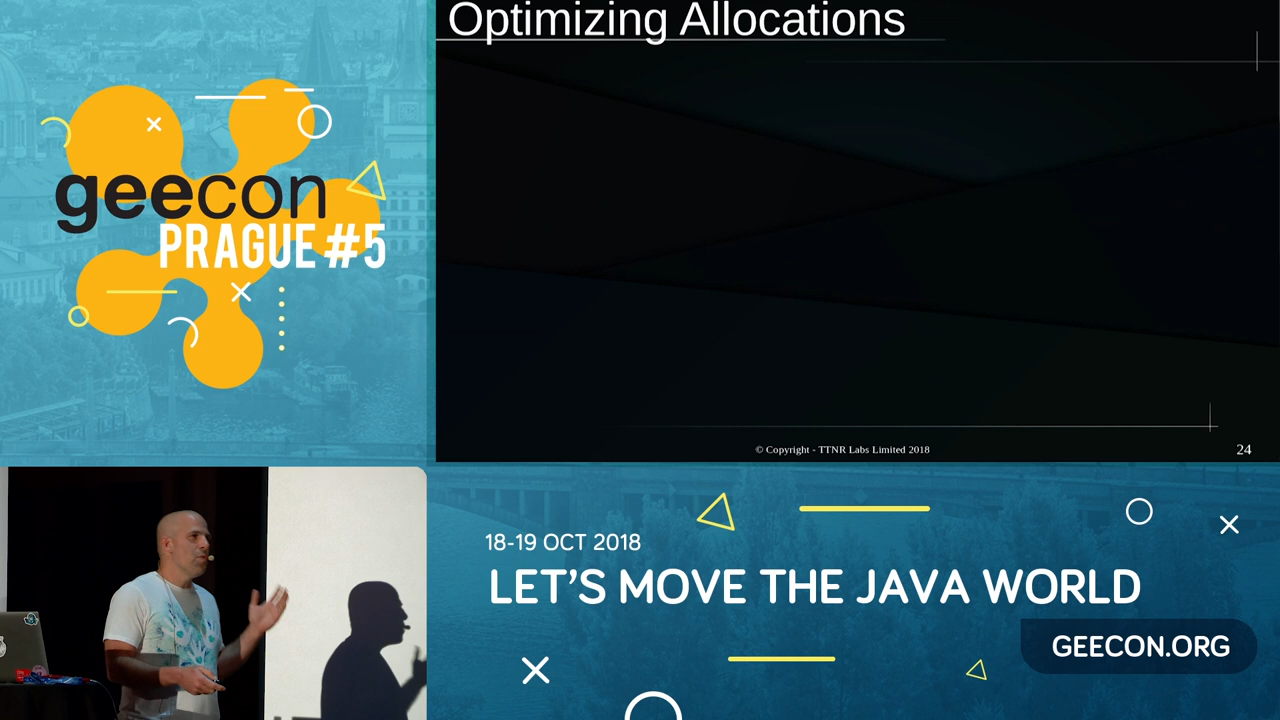 Optimizing Allocations
geecon
PRAGUE #5
© Copyright - TTNR Labs Limited 2018
24
18-19 OCT 2018
LET'S MOVE THE JAVA WORLD
GEECON.ORG